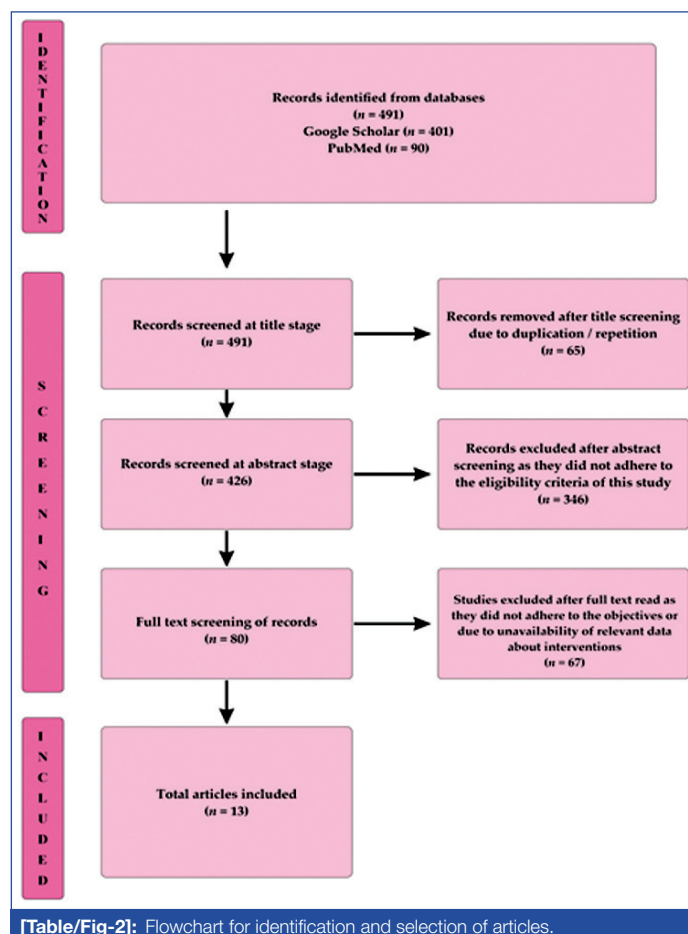 IDENTIFICATION
Records identified from databases
(n = 491)
Google Scholar (n = 401)
PubMed (n = 90)
SCREENING
Records screened at title stage
(n = 491)
Records removed after title screening
due to duplication / repetition
(n = 65)
Records screened at abstract stage
(n = 426)
Records excluded after abstract
screening as they did not adhere to
the eligibility criteria of this study
(n = 346)
Full text screening of records
(n = 80)
Studies excluded after full text read as
they did not adhere to the objectives or
due to unavailability of relevant data
about interventions
(n = 67)
INCLUDED
Total articles included
(n = 13)
[Table/Fig-2]: Flowchart for identification and selection of articles.